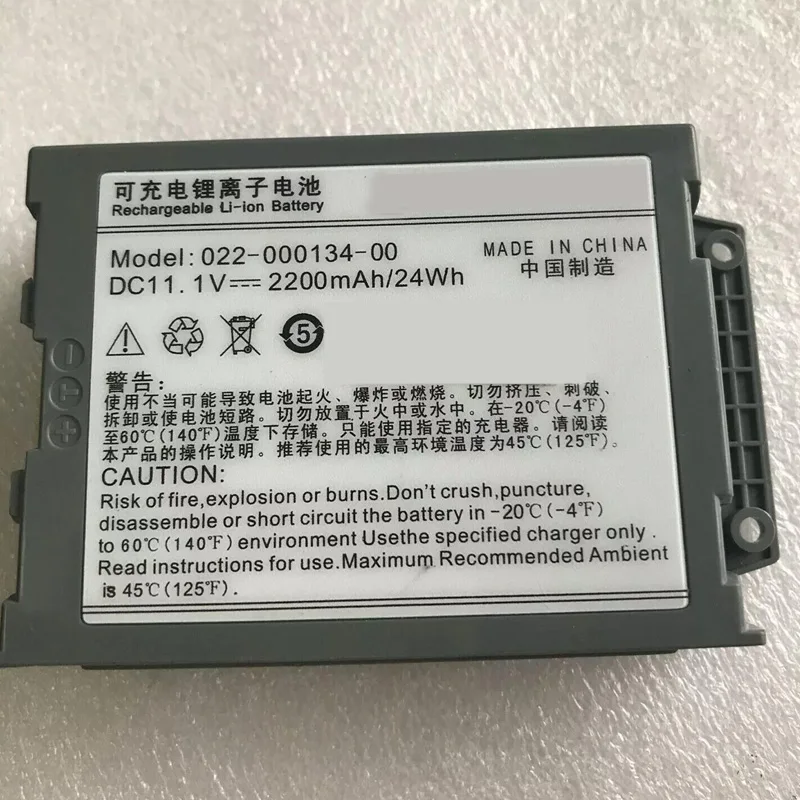 可充电锂离子电池
Rechargeable Li-ion Battery
Model: 022-000134-00
DC11.1V⎓2200mAh/24Wh
MADE IN CHINA
中国制造
5
警告:
使用不当可能导致电池起火、爆炸或燃烧。切勿挤压、刺破、
拆卸或使电池短路。切勿放置于火中或水中。在-20℃(-4℉)
至60℃(140℉)温度下存储。只能使用指定的充电器。请阅读
本产品的操作说明。推荐使用的最高环境温度为45℃(125℉)。
CAUTION:
Risk of fire,explosion or burns.Don't crush,puncture,
disassemble or short circuit the battery in -20℃(-4℉)
to 60℃(140℉)environment Usethe specified charger only.
Read instructions for use.Maximum Recommended Ambient
is 45℃(125℉).
− T +